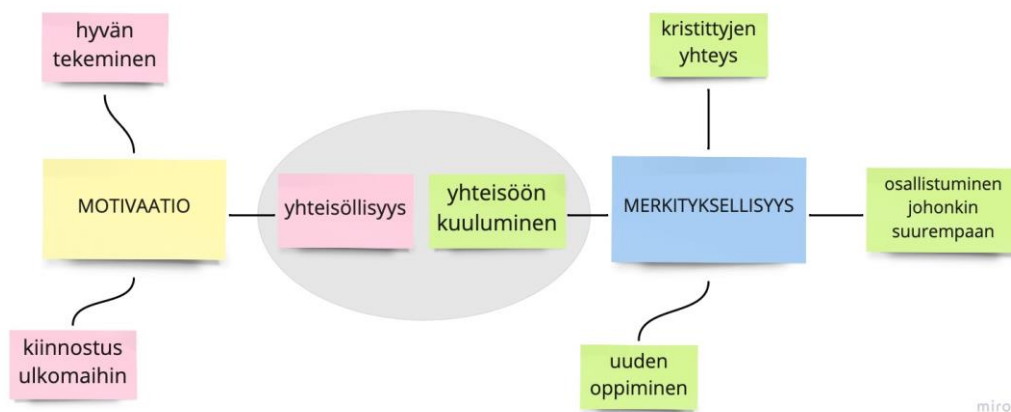 hyvän
tekeminen
kristittyjen
yhteys
MOTIVAATIO
yhteisöllisyys
yhteisöön
kuuluminen
MERKITYKSELLISYYS
osallistuminen
johonkin
suurempaan
kiinnostus
ulkomaihin
uuden
oppiminen
miro